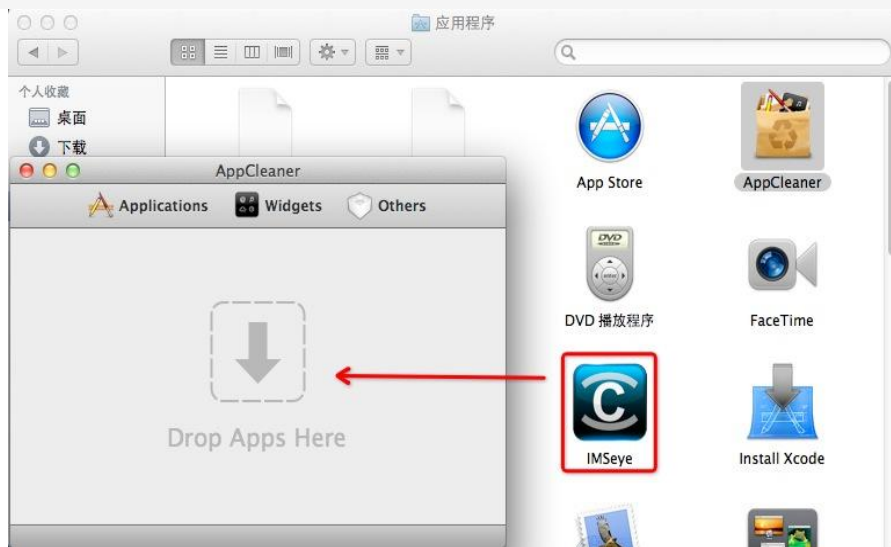 应用程序
个人收藏
桌面
下载
AppCleaner
Applications
Widgets
Others
Drop Apps Here
App Store
AppCleaner
DVD
DVD 播放程序
FaceTime
C
IMSeye
Install Xcode